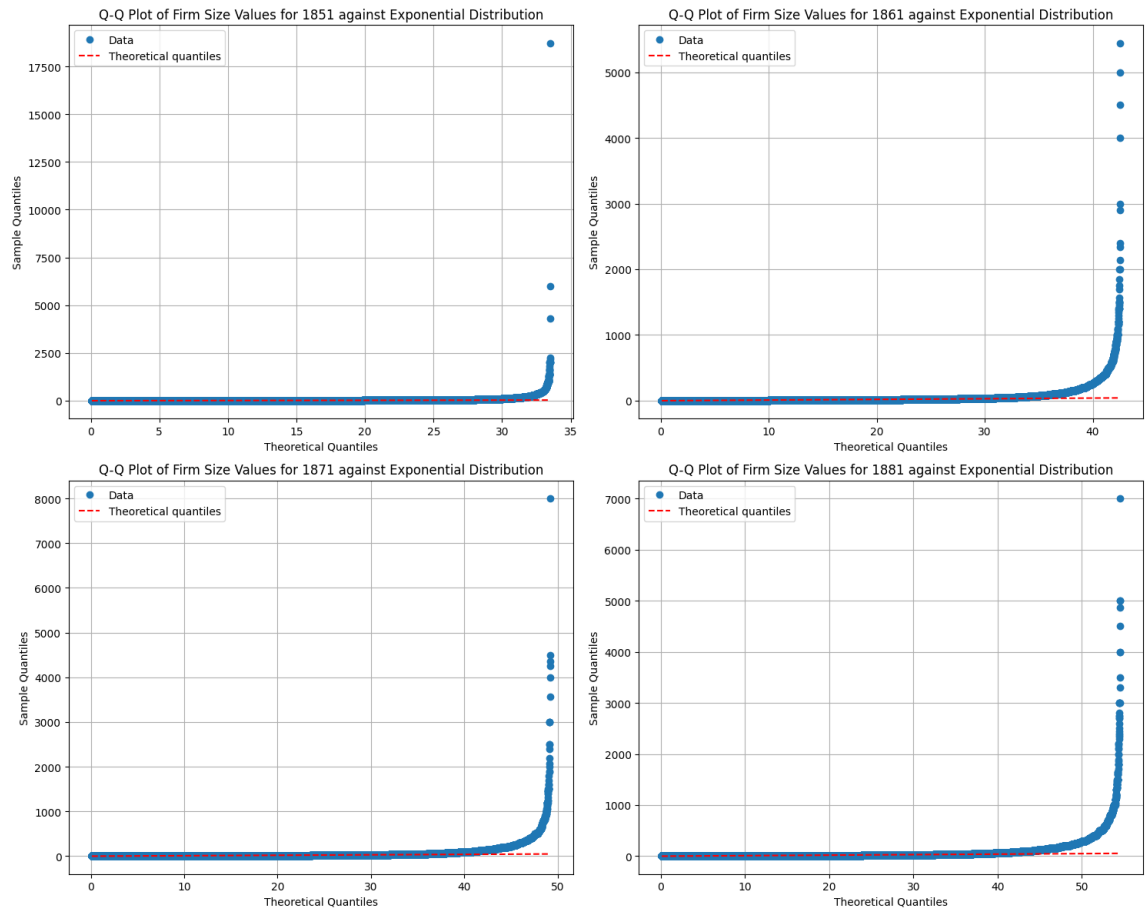 Q-Q Plot of Firm Size Values for 1851 against Exponential Distribution
Data
Theoretical quantiles
17500
15000
12500
10000
7500
5000
2500
0
Sample Quantiles
0 5 10 15 20 25 30 35
Theoretical Quantiles
Q-Q Plot of Firm Size Values for 1861 against Exponential Distribution
Data
Theoretical quantiles
5000
4000
3000
2000
1000
0
Sample Quantiles
0 10 20 30 40
Theoretical Quantiles
Q-Q Plot of Firm Size Values for 1871 against Exponential Distribution
Data
Theoretical quantiles
8000
7000
6000
5000
4000
3000
2000
1000
0
Sample Quantiles
0 10 20 30 40 50
Theoretical Quantiles
Q-Q Plot of Firm Size Values for 1881 against Exponential Distribution
Data
Theoretical quantiles
7000
6000
5000
4000
3000
2000
1000
0
Sample Quantiles
0 10 20 30 40 50
Theoretical Quantiles